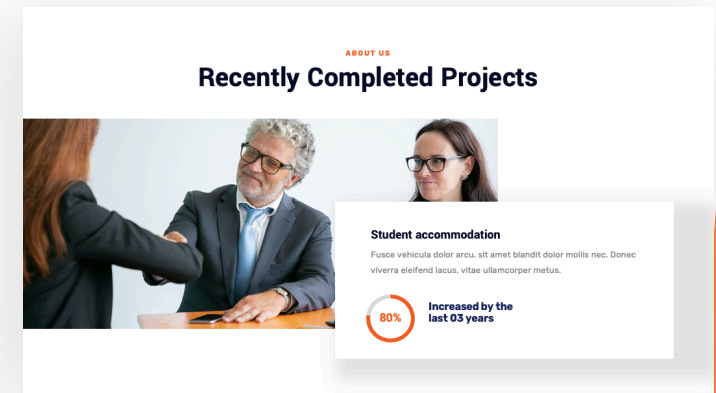 ABOUT US
Recently Completed Projects
Student accommodation
Fusce vehicula dolor arcu, sit amet blandit dolor mollis nec. Donec
viverra eleifend lacus, vitae ullamcorper metus.
80%
Increased by the
last 03 years